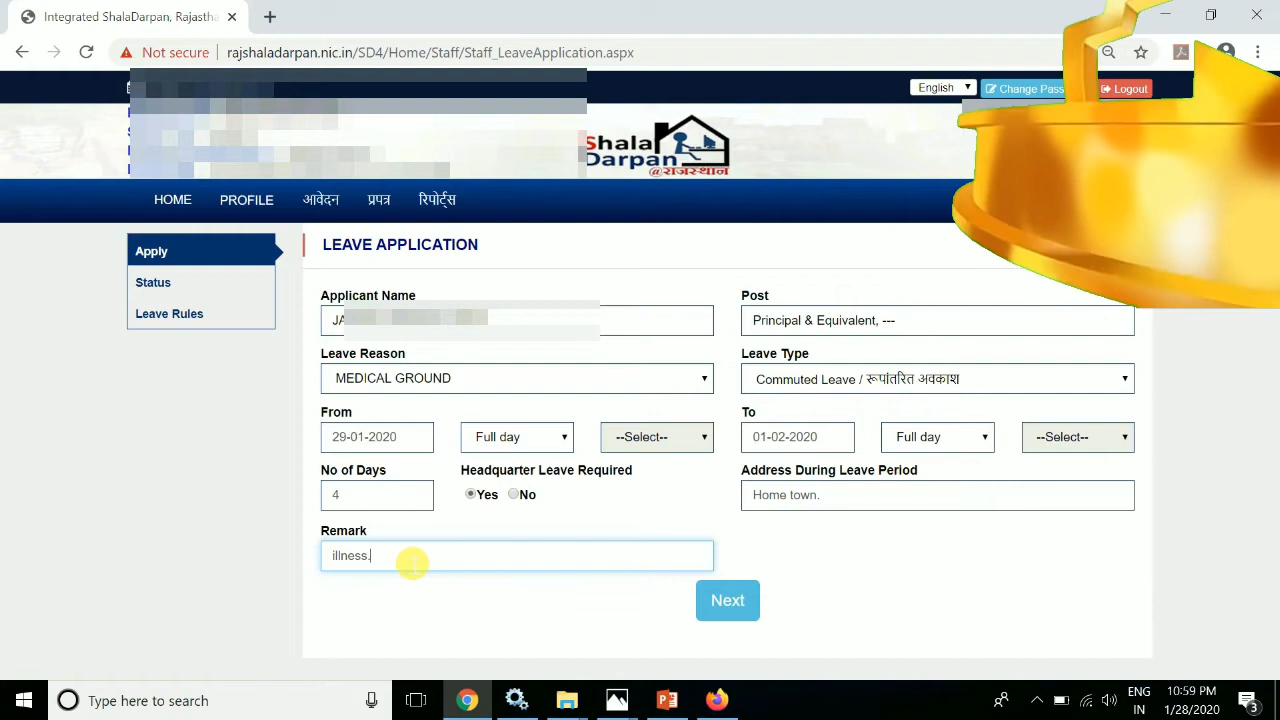 Integrated ShalaDarpan, Rajastha
Not secure rajshaladarpan.nic.in/SD4/Home/Staff/Staff_LeaveApplication.aspx
English Change Pass Logout
Shala
Darpan
@राजस्थान
HOME PROFILE आवेदन प्रपत्र रिपोर्ट्स
Apply
Status
Leave Rules
LEAVE APPLICATION
Applicant Name Post
JA Principal & Equivalent, ---
Leave Reason Leave Type
MEDICAL GROUND Commuted Leave / रूपांतरित अवकाश
From To
29-01-2020 Full day --Select-- 01-02-2020 Full day --Select--
No of Days Headquarter Leave Required Address During Leave Period
4 Yes No Home town.
Remark
illness.
Next
Type here to search
ENG
IN
10:59 PM
1/28/2020
3